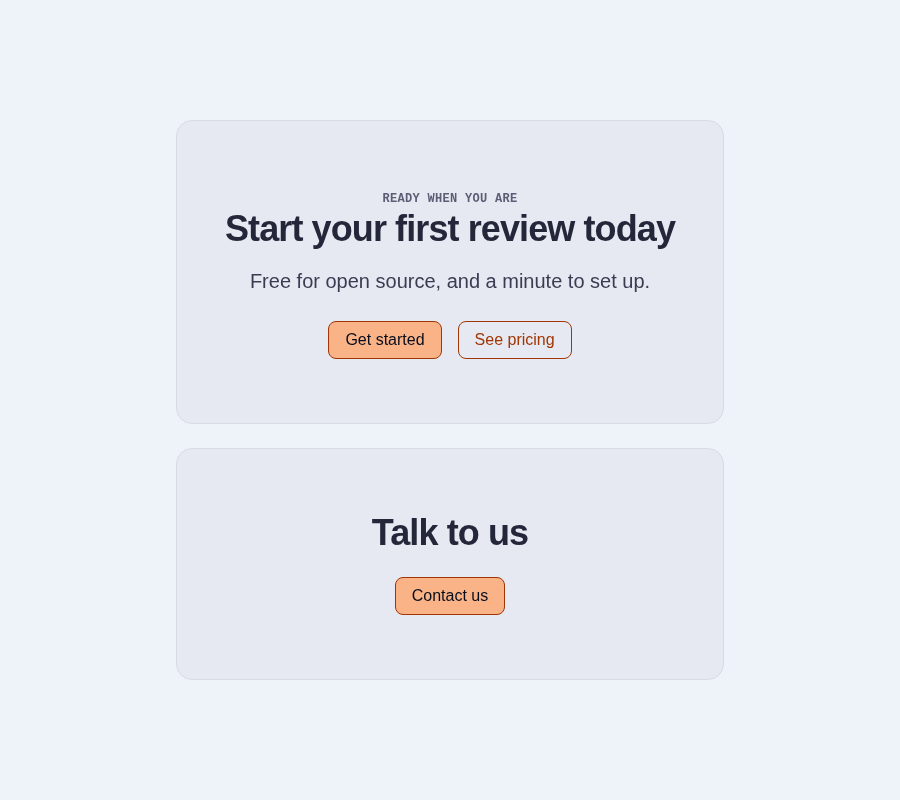 READY WHEN YOU ARE
Start your first review today
Free for open source, and a minute to set up.
Get started
See pricing
Talk to us
Contact us